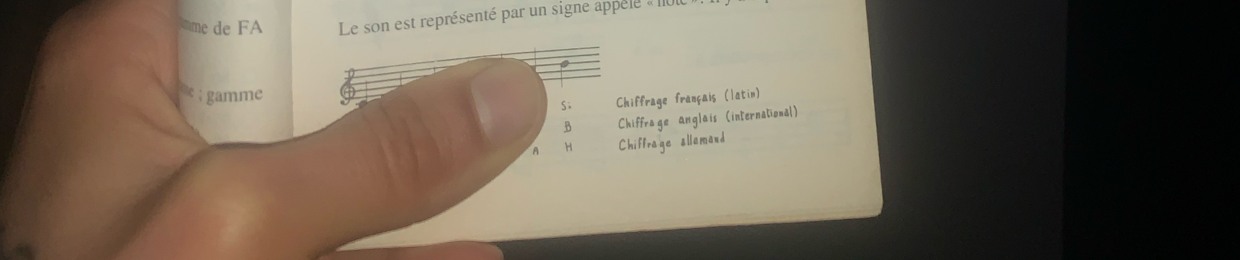 de FA
gamme
Le son est représenté par un signe appelé «
Si Chiffrage français (latin)
B Chiffrage anglais (international)
A H Chiffrage allemand